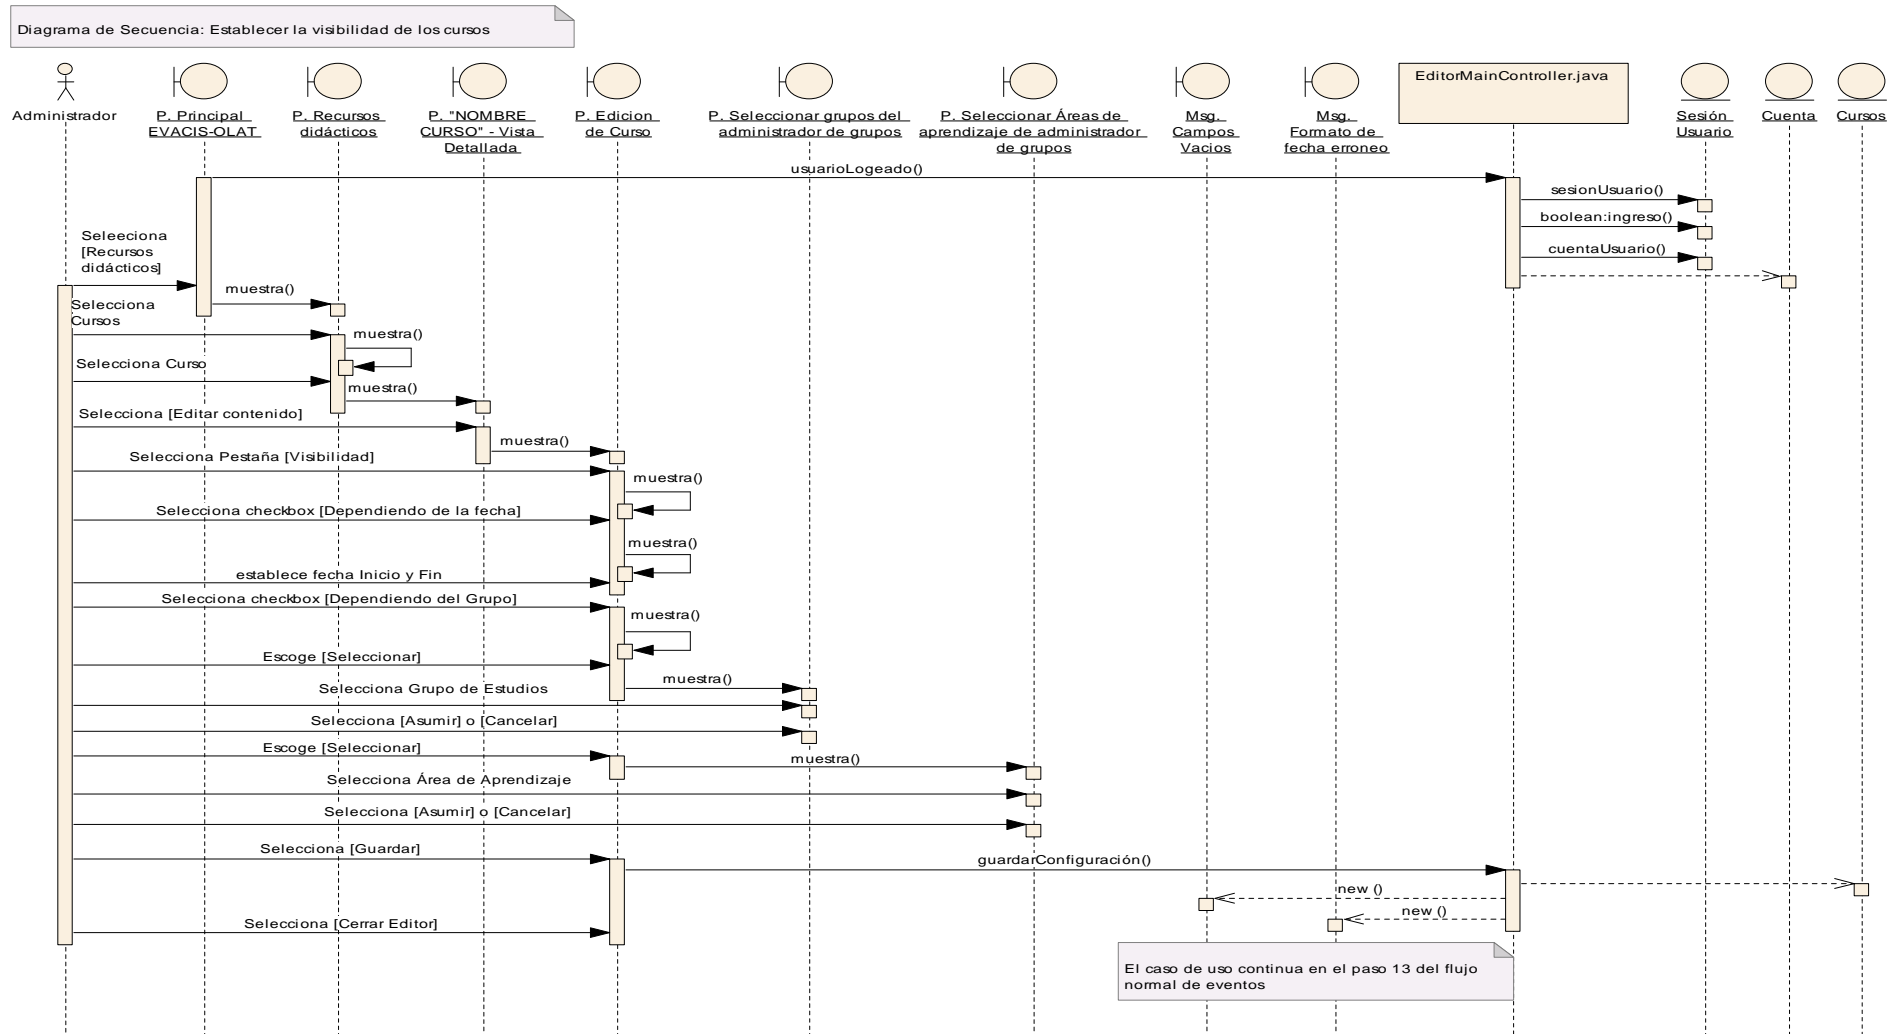 Diagrama de Secuencia: Establecer la visibilidad de los cursos
Administrador
P. Principal
EVACIS-OLAT
P. Recursos
didácticos
P. "NOMBRE
CURSO" - Vista
Detallada
P. Edicion
de Curso
P. Seleccionar grupos del
administrador de grupos
P. Seleccionar Áreas de
aprendizaje de administrador
de grupos
Msg.
Campos
Vacios
Msg.
Formato de
fecha erroneo
EditorMainController.java
Sesión
Usuario
Cuenta
Cursos
usuarioLogeado()
sesionUsuario()
boolean:ingreso()
cuentaUsuario()
Seleeciona
[Recursos
didácticos]
muestra()
Selecciona
Cursos
muestra()
Selecciona Curso
muestra()
Selecciona [Editar contenido]
muestra()
Selecciona Pestaña [Visibilidad]
muestra()
Selecciona checkbox [Dependiendo de la fecha]
muestra()
establece fecha Inicio y Fin
Selecciona checkbox [Dependiendo del Grupo]
muestra()
Escoge [Seleccionar]
muestra()
Selecciona Grupo de Estudios
Selecciona [Asumir] o [Cancelar]
Escoge [Seleccionar]
muestra()
Selecciona Área de Aprendizaje
Selecciona [Asumir] o [Cancelar]
Selecciona [Guardar]
guardarConfiguración()
new ()
new ()
Selecciona [Cerrar Editor]
El caso de uso continua en el paso 13 del flujo
normal de eventos